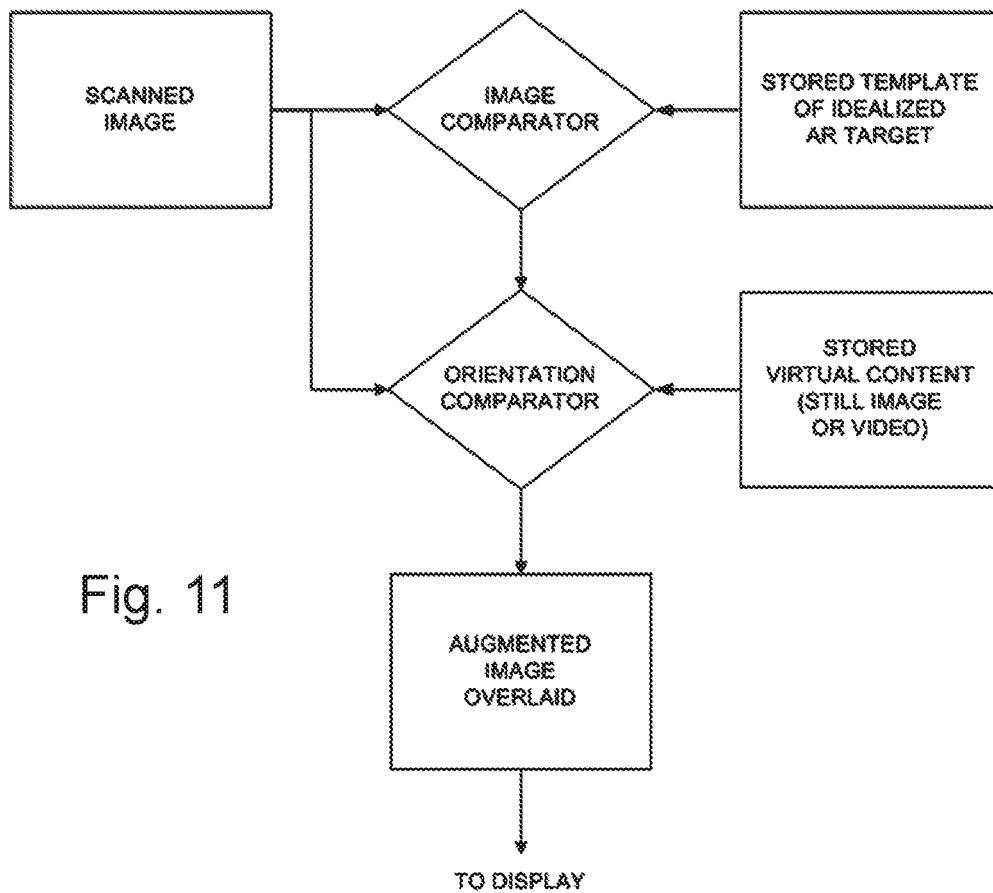 SCANNED
IMAGE
IMAGE
COMPARATOR
STORED TEMPLATE
OF IDEALIZED
AR TARGET
ORIENTATION
COMPARATOR
STORED
VIRTUAL CONTENT
(STILL IMAGE
OR VIDEO)
Fig. 11
AUGMENTED
IMAGE
OVERLAID
TO DISPLAY